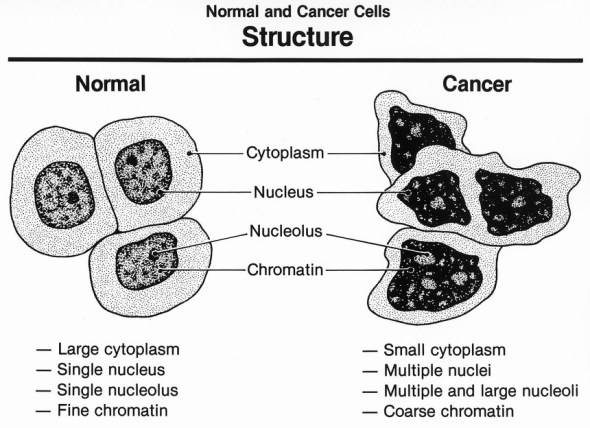 Normal and Cancer Cells
Structure
Normal
Cancer
Cytoplasm
Nucleus
Nucleolus
Chromatin
— Large cytoplasm
— Single nucleus
— Single nucleolus
— Fine chromatin
— Small cytoplasm
— Multiple nuclei
— Multiple and large nucleoli
— Coarse chromatin